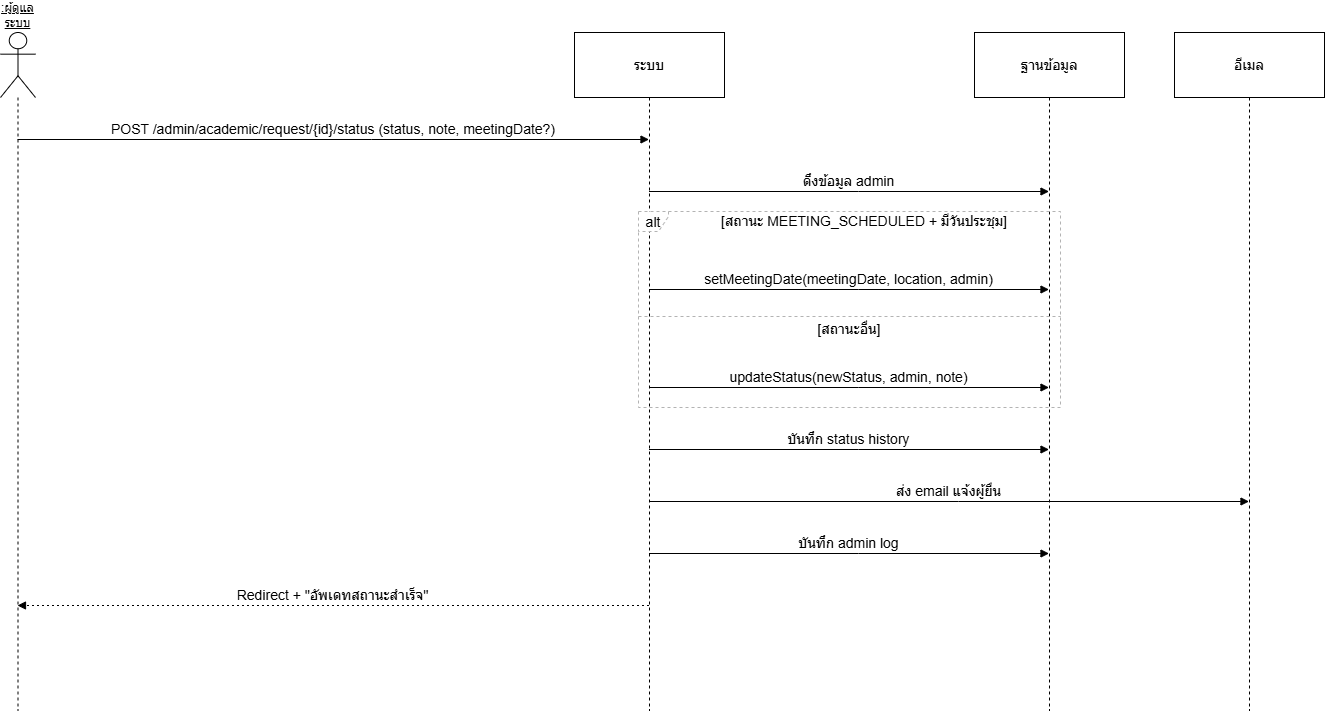 :ผู้ดูแล
ระบบ
ระบบ
ฐานข้อมูล
อีเมล
POST /admin/academic/request/{id}/status (status, note, meetingDate?)
ดึงข้อมูล admin
alt
[สถานะ MEETING_SCHEDULED + มีวันประชุม]
setMeetingDate(meetingDate, location, admin)
[สถานะอื่น]
updateStatus(newStatus, admin, note)
บันทึก status history
ส่ง email แจ้งผู้ยื่น
บันทึก admin log
Redirect + "อัพเดทสถานะสำเร็จ"